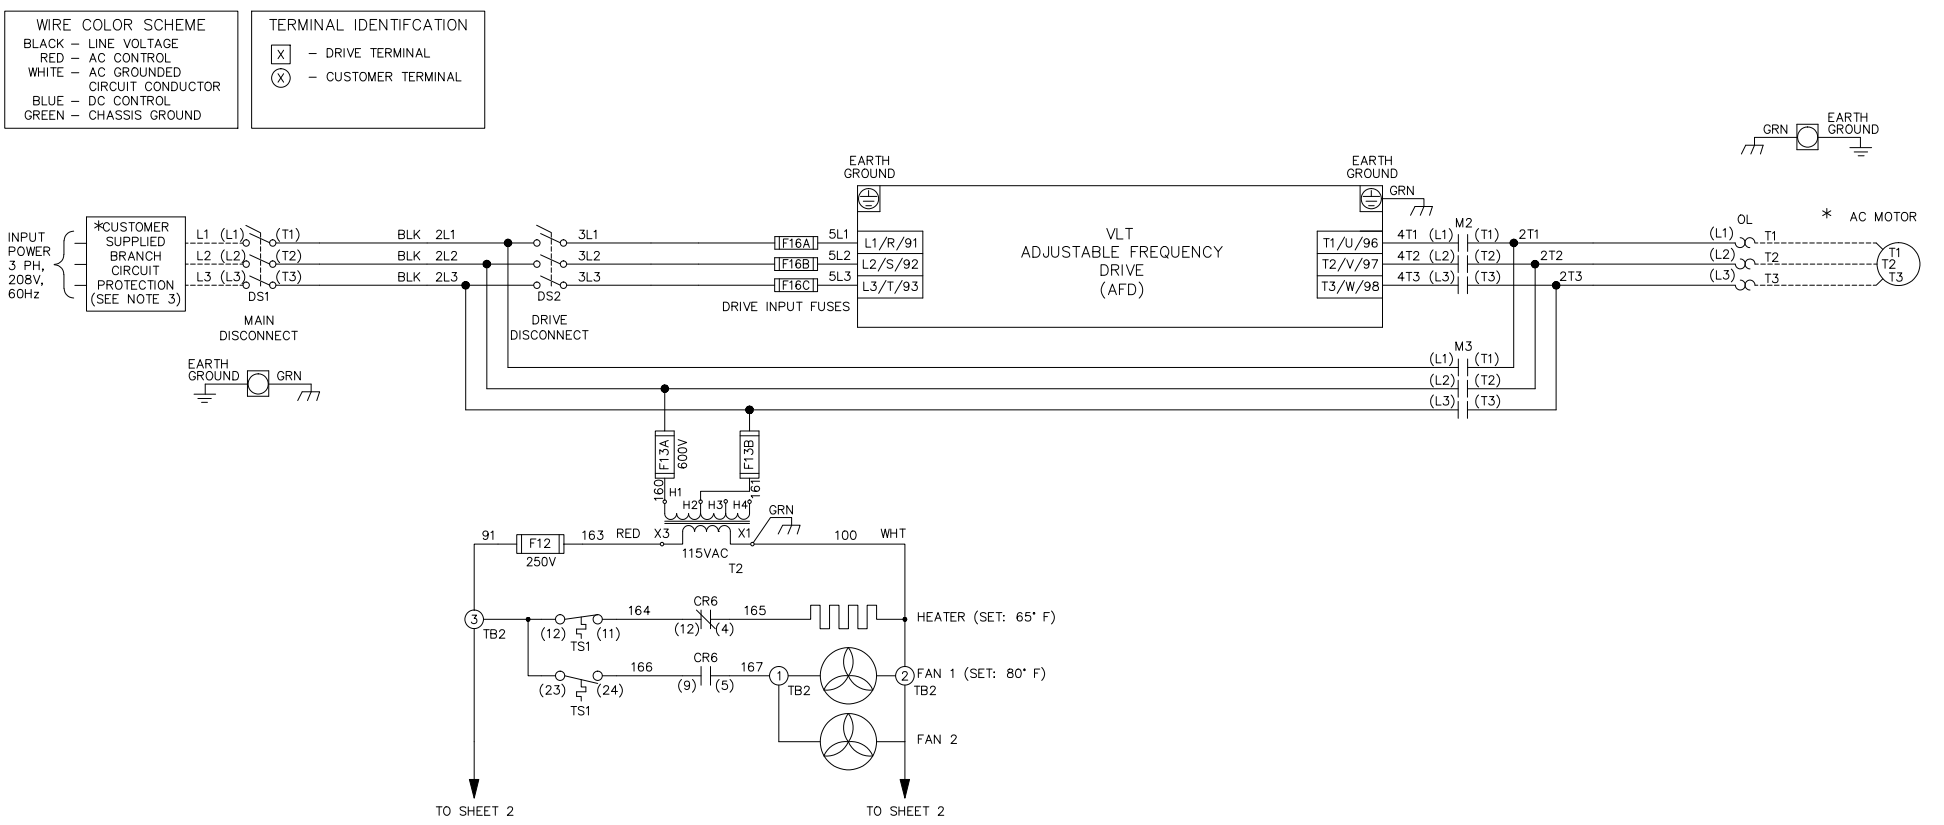 WIRE COLOR SCHEME
BLACK – LINE VOLTAGE
RED – AC CONTROL
WHITE – AC GROUNDED
CIRCUIT CONDUCTOR
BLUE – DC CONTROL
GREEN – CHASSIS GROUND
TERMINAL IDENTIFCATION
X – DRIVE TERMINAL
X – CUSTOMER TERMINAL
GRN
EARTH
GROUND
EARTH
GROUND
EARTH
GROUND
GRN
INPUT
POWER
3 PH,
208V,
60Hz
*CUSTOMER
SUPPLIED
BRANCH
CIRCUIT
PROTECTION
(SEE NOTE 3)
L1 (L1) (T1) BLK 2L1 3L1 F16A 5L1 L1/R/91
L2 (L2) (T2) BLK 2L2 3L2 F16B 5L2 L2/S/92
L3 (L3) (T3) BLK 2L3 3L3 F16C 5L3 L3/T/93
DS1
MAIN
DISCONNECT
DS2
DRIVE
DISCONNECT
DRIVE INPUT FUSES
VLT
ADJUSTABLE FREQUENCY
DRIVE
(AFD)
M2
T1/U/96 4T1 (L1) (T1) 2T1
T2/V/97 4T2 (L2) (T2) 2T2
T3/W/98 4T3 (L3) (T3) 2T3
OL
(L1) T1
(L2) T2
(L3) T3
* AC MOTOR
T1
T2
T3
EARTH
GROUND GRN
M3
(L1) (T1)
(L2) (T2)
(L3) (T3)
F13A
600V
F13B
160
161
H1
H2 H3 H4
GRN
91 F12 163 RED X3 X1 100 WHT
250V
115VAC
T2
3
TB2
(12) (11)
TS1
164
CR6
(12) (4)
165
HEATER (SET: 65° F)
(23) (24)
TS1
166
CR6
(9) (5)
167
1
TB2
2
TB2
FAN 1 (SET: 80° F)
FAN 2
TO SHEET 2
TO SHEET 2